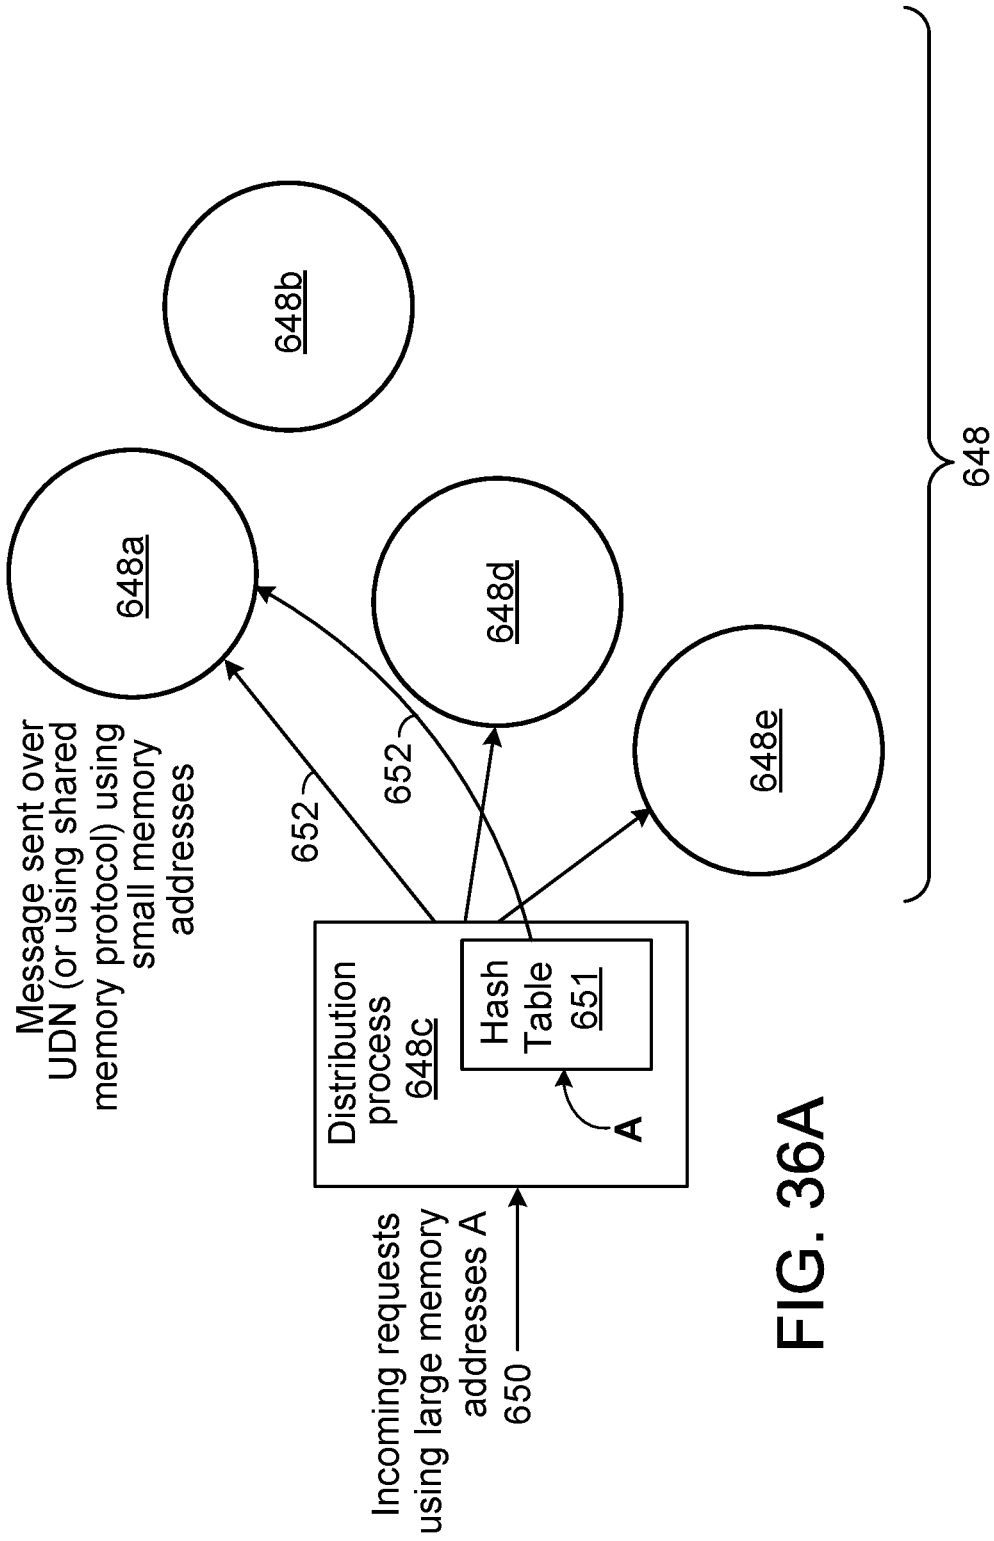 Message sent over
UDN (or using shared
memory protocol) using
small memory
addresses
648a
648b
652
652
648d
648e
Distribution
process
648c
Hash
Table
651
A
Incoming requests
using large memory
addresses A
650
648
FIG. 36A